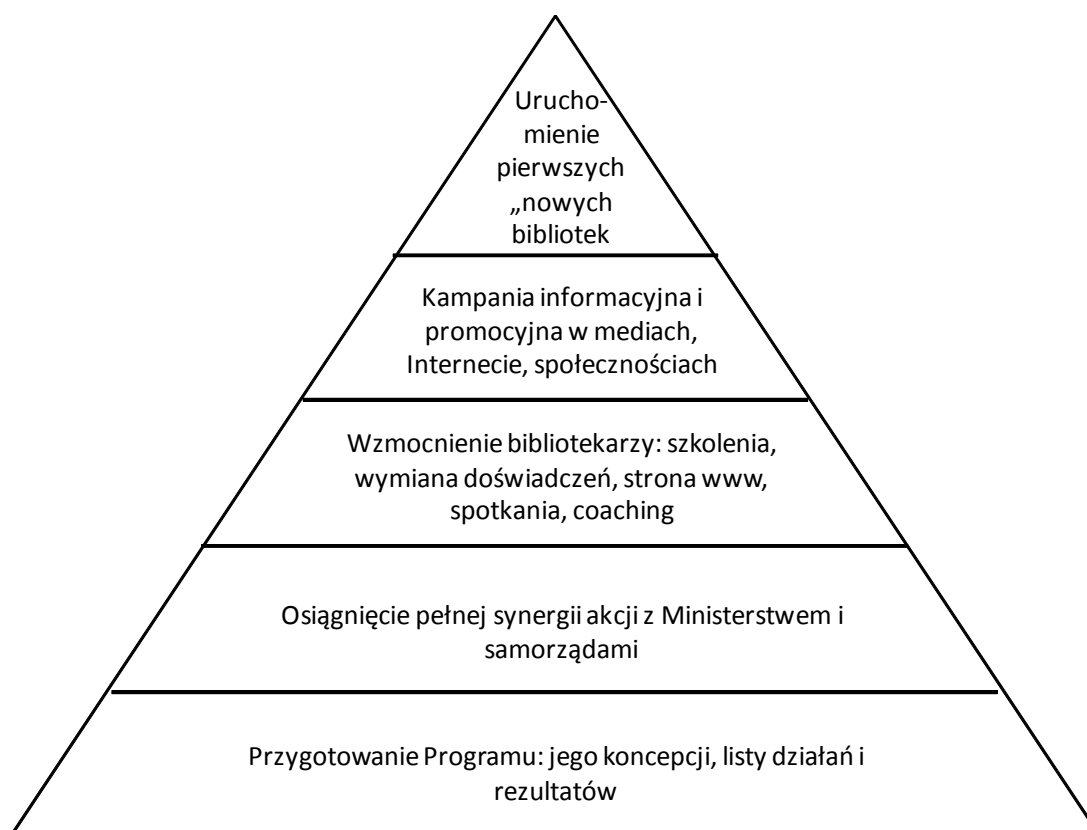 Urucho-
mienie
pierwszych
„nowych
bibliotek
Kampania informacyjna i
promocyjna w mediach,
Internecie, społecznościach
Wzmocnienie bibliotekarzy: szkolenia,
wymiana doświadczeń, strona www,
spotkania, coaching
Osiągnięcie pełnej synergii akcji z Ministerstwem i
samorządami
Przygotowanie Programu: jego koncepcji, listy działań i
rezultatów